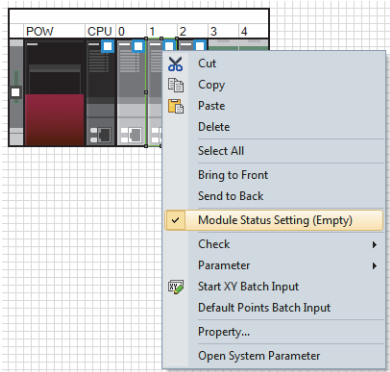 POW CPU 0 1 2 3 4
Cut
Copy
Paste
Delete
Select All
Bring to Front
Send to Back
Module Status Setting (Empty)
Check
Parameter
Start XY Batch Input
Default Points Batch Input
Property...
Open System Parameter